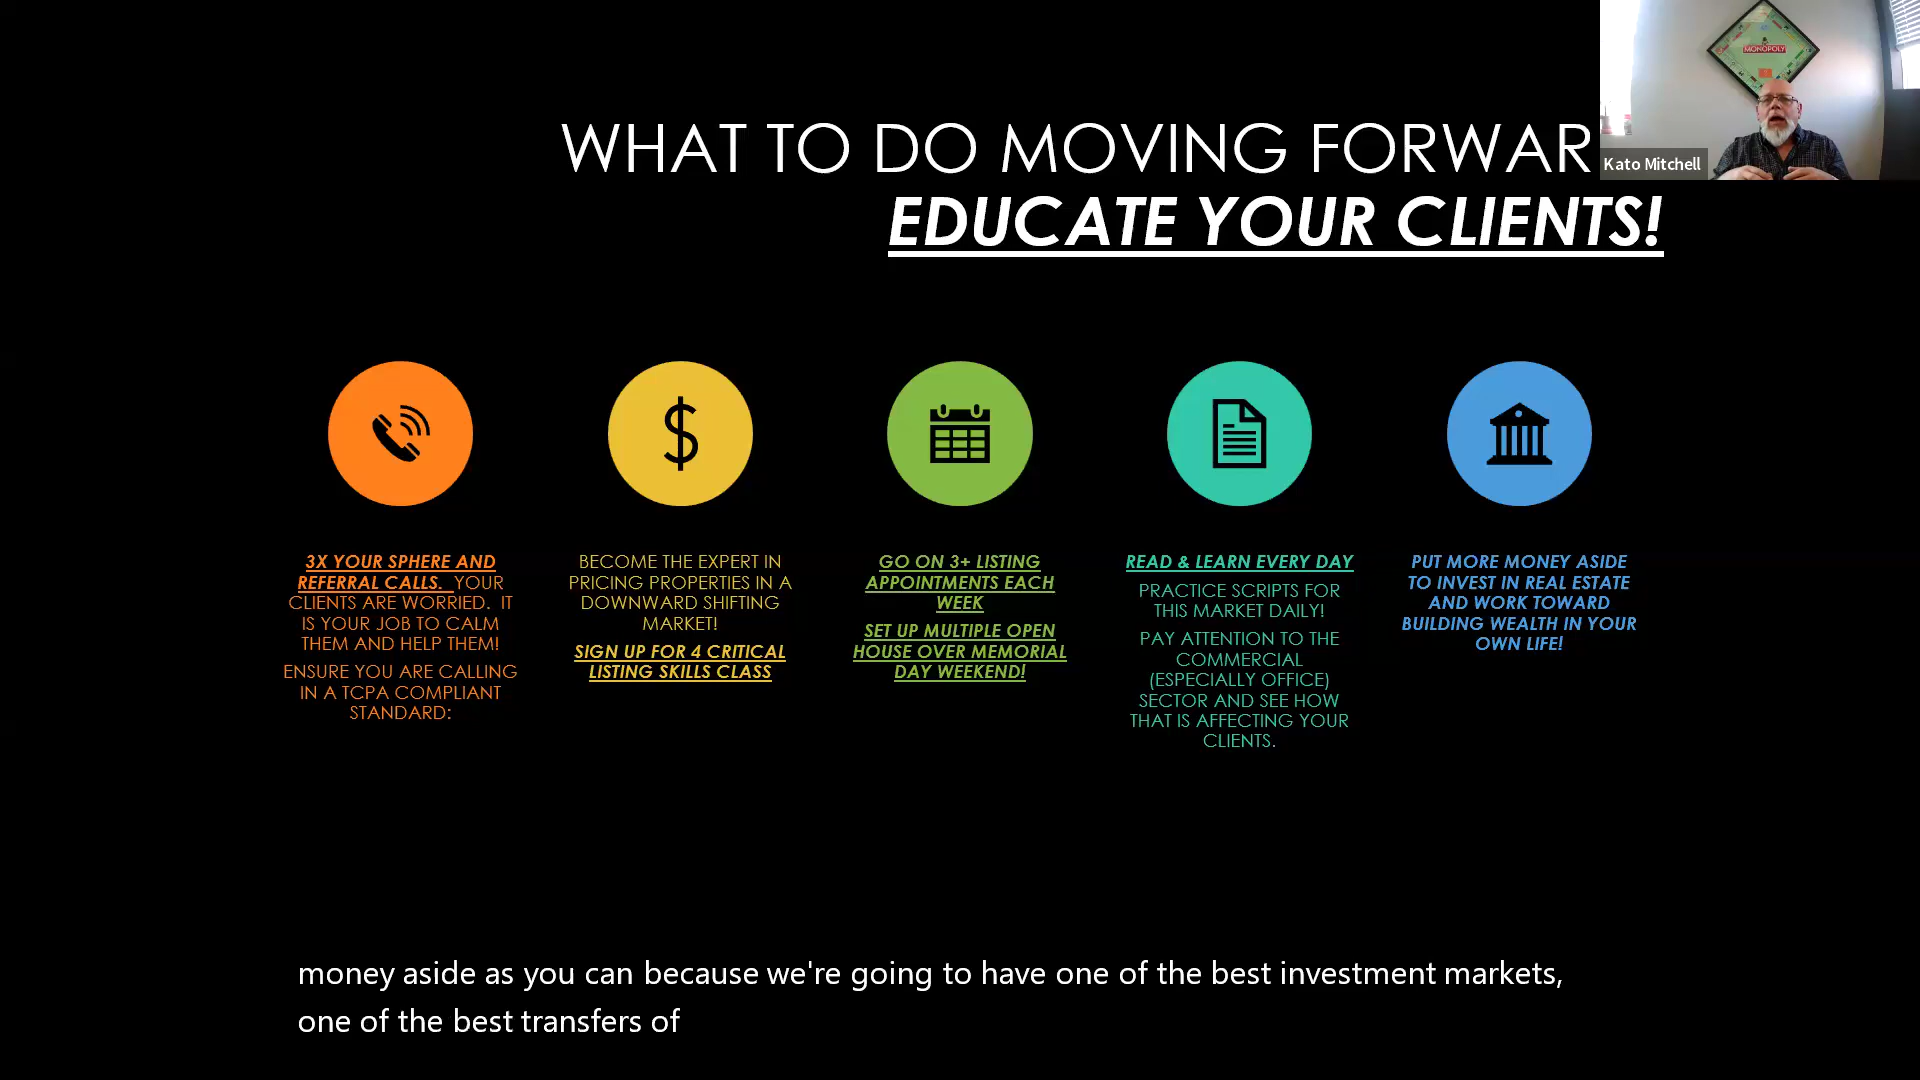 MONOPOLY
WHAT TO DO MOVING FORWAR
Kato Mitchell
EDUCATE YOUR CLIENTS!
3X YOUR SPHERE AND
REFERRAL CALLS. YOUR
CLIENTS ARE WORRIED. IT
IS YOUR JOB TO CALM
THEM AND HELP THEM!
ENSURE YOU ARE CALLING
IN A TCPA COMPLIANT
STANDARD:
BECOME THE EXPERT IN
PRICING PROPERTIES IN A
DOWNWARD SHIFTING
MARKET!
SIGN UP FOR 4 CRITICAL
LISTING SKILLS CLASS
GO ON 3+ LISTING
APPOINTMENTS EACH
WEEK
SET UP MULTIPLE OPEN
HOUSE OVER MEMORIAL
DAY WEEKEND!
READ & LEARN EVERY DAY
PRACTICE SCRIPTS FOR
THIS MARKET DAILY!
PAY ATTENTION TO THE
COMMERCIAL
(ESPECIALLY OFFICE)
SECTOR AND SEE HOW
THAT IS AFFECTING YOUR
CLIENTS.
PUT MORE MONEY ASIDE
TO INVEST IN REAL ESTATE
AND WORK TOWARD
BUILDING WEALTH IN YOUR
OWN LIFE!
money aside as you can because we're going to have one of the best investment markets,
one of the best transfers of